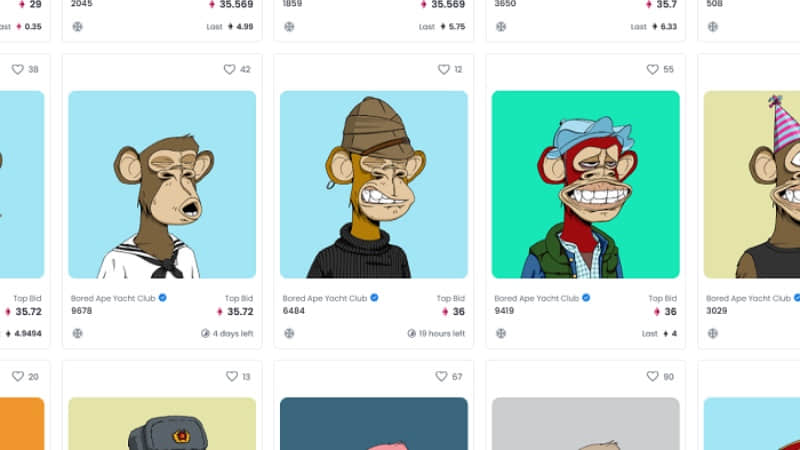 29
ast 0.35
2045
35.569
Last 4.99
1859
35.569
Last 5.75
3650
35.7
Last 6.33
508
38
42
12
55
Top Bid
35.72
4.9494
Bored Ape Yacht Club
Top Bid
9678
35.72
4 days left
Bored Ape Yacht Club
Top Bid
6484
36
19 hours left
Bored Ape Yacht Club
Top Bid
9419
36
Last 4
Bored Ape Yacht Club
3029
20
13
67
90